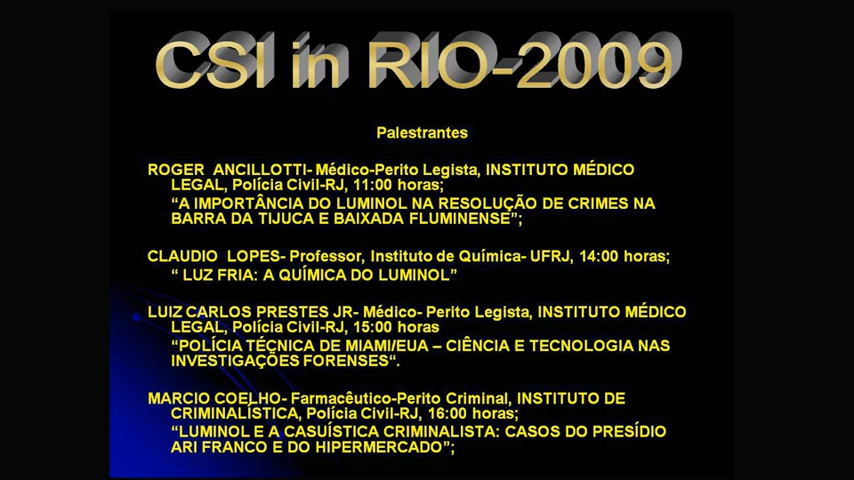 CSI in RIO-2009
Palestrantes
ROGER ANCILLOTTI- Médico-Perito Legista, INSTITUTO MÉDICO
LEGAL, Polícia Civil-RJ, 11:00 horas;
“A IMPORTÂNCIA DO LUMINOL NA RESOLUÇÃO DE CRIMES NA
BARRA DA TIJUCA E BAIXADA FLUMINENSE”;
CLAUDIO LOPES- Professor, Instituto de Química- UFRJ, 14:00 horas;
“ LUZ FRIA: A QUÍMICA DO LUMINOL”
LUIZ CARLOS PRESTES JR- Médico- Perito Legista, INSTITUTO MÉDICO
LEGAL, Polícia Civil-RJ, 15:00 horas
“POLÍCIA TÉCNICA DE MIAMI/EUA – CIÊNCIA E TECNOLOGIA NAS
INVESTIGAÇÕES FORENSES“.
MARCIO COELHO- Farmacêutico-Perito Criminal, INSTITUTO DE
CRIMINALÍSTICA, Polícia Civil-RJ, 16:00 horas;
“LUMINOL E A CASUÍSTICA CRIMINALISTA: CASOS DO PRESÍDIO
ARI FRANCO E DO HIPERMERCADO”;